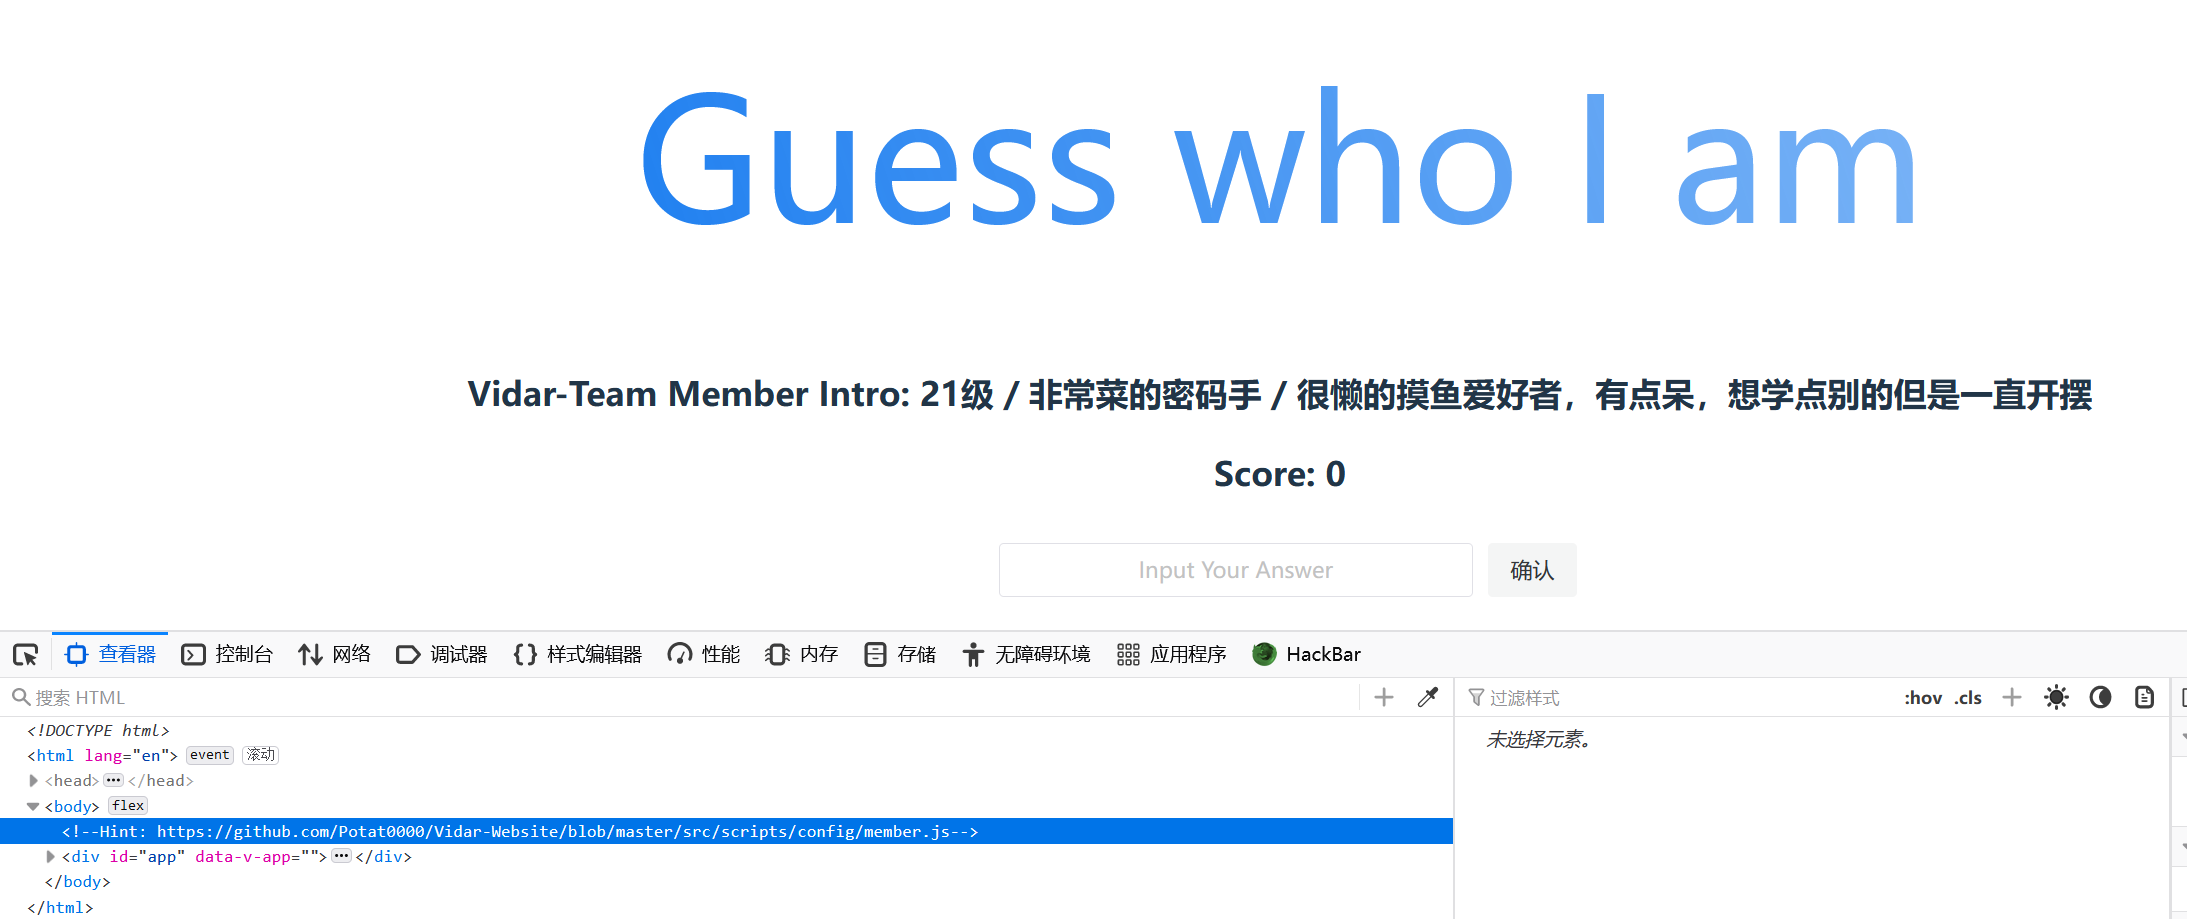 Guess who I am
Vidar-Team Member Intro: 21级 / 非常菜的密码手 / 很懒的摸鱼爱好者，有点呆，想学点别的但是一直开摆
Score: 0
Input Your Answer 确认
查看器 控制台 网络 调试器 {} 样式编辑器 性能 内存 存储 无障碍环境 应用程序 HackBar
搜索 HTML
过滤样式 :hov .cls
<!DOCTYPE html>
<html lang="en"> event 滚动
<head> ••• </head>
<body> flex
<!--Hint: https://github.com/Potat0000/Vidar-Website/blob/master/src/scripts/config/member.js-->
<div id="app" data-v-app=""> ••• </div>
</body>
</html>
未选择元素。